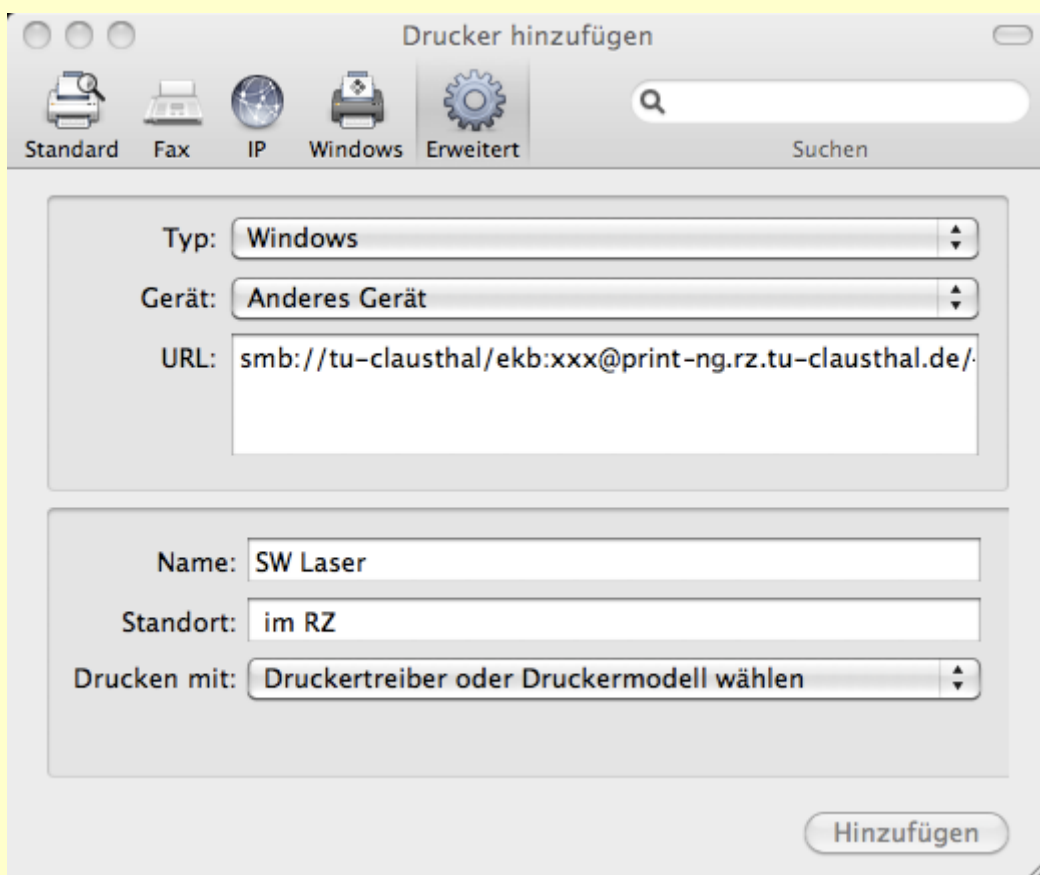 Drucker hinzufügen
Standard Fax IP Windows Erweitert Suchen
Typ: Windows
Gerät: Anderes Gerät
URL: smb://tu-clausthal/ekb:xxx@print-ng.rz.tu-clausthal.de/
Name: SW Laser
Standort: im RZ
Drucken mit: Druckertreiber oder Druckermodell wählen
Hinzufügen